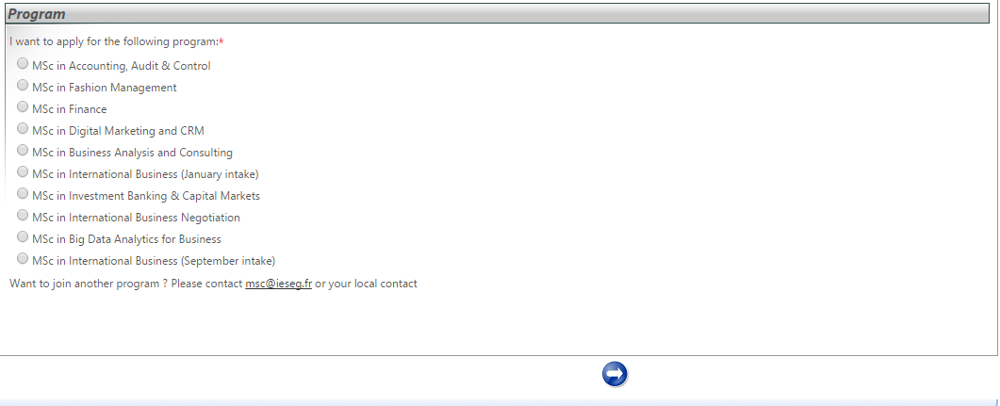 Program
I want to apply for the following program:*
MSc in Accounting, Audit & Control
MSc in Fashion Management
MSc in Finance
MSc in Digital Marketing and CRM
MSc in Business Analysis and Consulting
MSc in International Business (January intake)
MSc in Investment Banking & Capital Markets
MSc in International Business Negotiation
MSc in Big Data Analytics for Business
MSc in International Business (September intake)
Want to join another program ? Please contact msc@ieseg.fr or your local contact